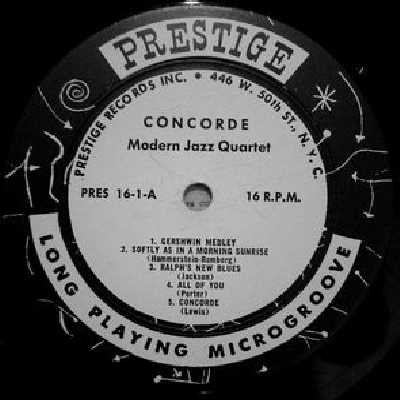 PRESTIGE
PRESTIGE RECORDS INC. • 446 W. 50th ST., N. Y. C.
CONCORDE
Modern Jazz Quartet
PRES 16-1-A
16 R.P.M.
1. GERSHWIN MEDLEY
2. SOFTLY AS IN A MORNING SUNRISE
(Hammerstein-Romberg)
3. RALPH'S NEW BLUES
(Jackson)
4. ALL OF YOU
(Porter)
5. CONCORDE
(Lewis)
LONG PLAYING MICROGROOVE